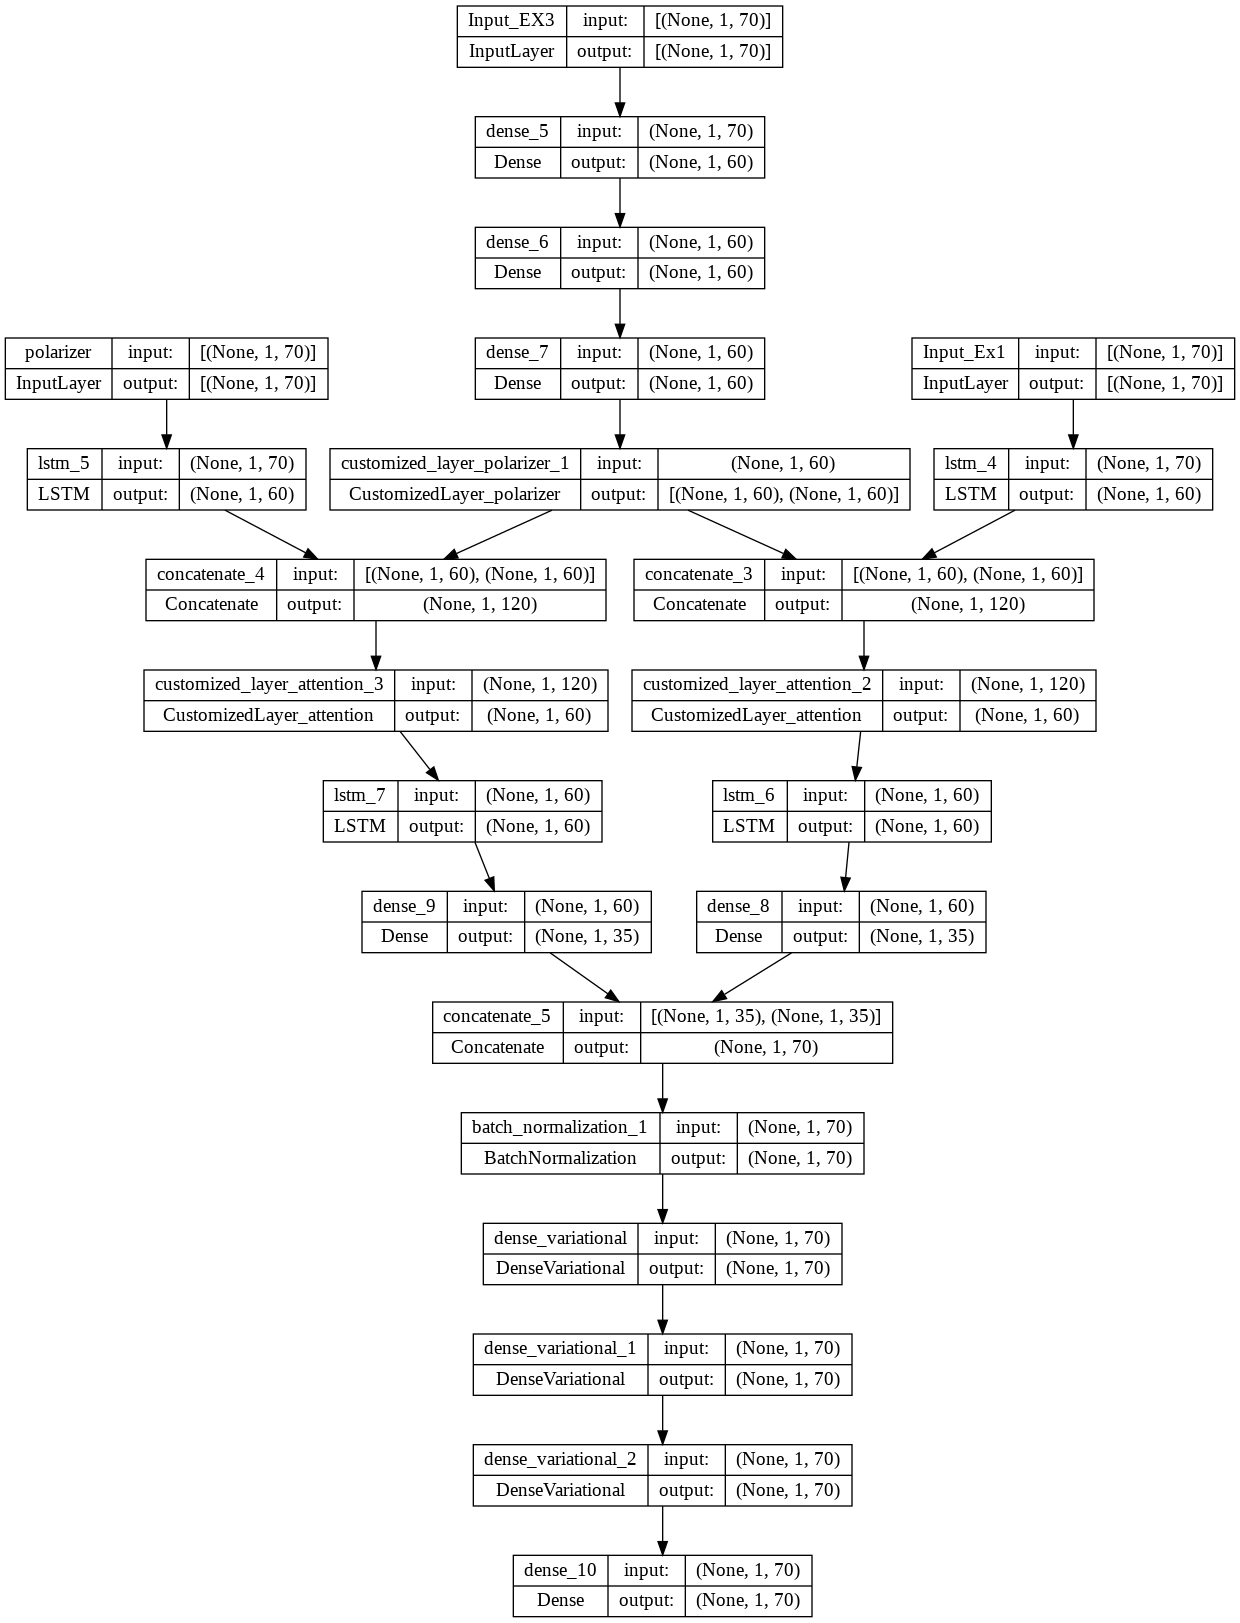 Input_EX3 input: [(None, 1, 70)]
InputLayer output: [(None, 1, 70)]
dense_5 input: (None, 1, 70)
Dense output: (None, 1, 60)
dense_6 input: (None, 1, 60)
Dense output: (None, 1, 60)
polarizer input: [(None, 1, 70)]
InputLayer output: [(None, 1, 70)]
dense_7 input: (None, 1, 60)
Dense output: (None, 1, 60)
Input_Ex1 input: [(None, 1, 70)]
InputLayer output: [(None, 1, 70)]
lstm_5 input: (None, 1, 70)
LSTM output: (None, 1, 60)
customized_layer_polarizer_1 input: (None, 1, 60)
CustomizedLayer_polarizer output: [(None, 1, 60), (None, 1, 60)]
lstm_4 input: (None, 1, 70)
LSTM output: (None, 1, 60)
concatenate_4 input: [(None, 1, 60), (None, 1, 60)]
Concatenate output: (None, 1, 120)
concatenate_3 input: [(None, 1, 60), (None, 1, 60)]
Concatenate output: (None, 1, 120)
customized_layer_attention_3 input: (None, 1, 120)
CustomizedLayer_attention output: (None, 1, 60)
customized_layer_attention_2 input: (None, 1, 120)
CustomizedLayer_attention output: (None, 1, 60)
lstm_7 input: (None, 1, 60)
LSTM output: (None, 1, 60)
lstm_6 input: (None, 1, 60)
LSTM output: (None, 1, 60)
dense_9 input: (None, 1, 60)
Dense output: (None, 1, 35)
dense_8 input: (None, 1, 60)
Dense output: (None, 1, 35)
concatenate_5 input: [(None, 1, 35), (None, 1, 35)]
Concatenate output: (None, 1, 70)
batch_normalization_1 input: (None, 1, 70)
BatchNormalization output: (None, 1, 70)
dense_variational input: (None, 1, 70)
DenseVariational output: (None, 1, 70)
dense_variational_1 input: (None, 1, 70)
DenseVariational output: (None, 1, 70)
dense_variational_2 input: (None, 1, 70)
DenseVariational output: (None, 1, 70)
dense_10 input: (None, 1, 70)
Dense output: (None, 1, 70)